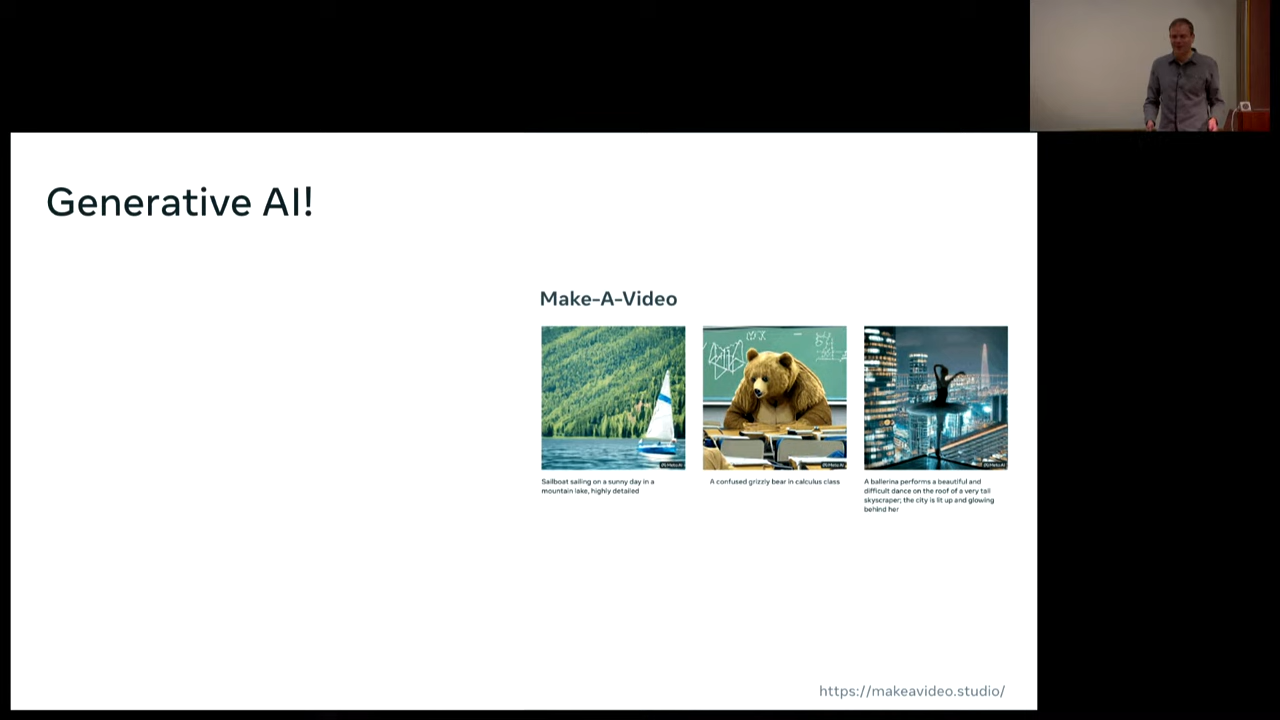 Generative AI!
Make-A-Video
Sailboat sailing on a sunny day in a
mountain lake, highly detailed
A confused grizzly bear in calculus class
A ballerina performs a beautiful and
difficult dance on the roof of a very tall
skyscraper; the city is lit up and glowing
behind her
https://makeavideo.studio/